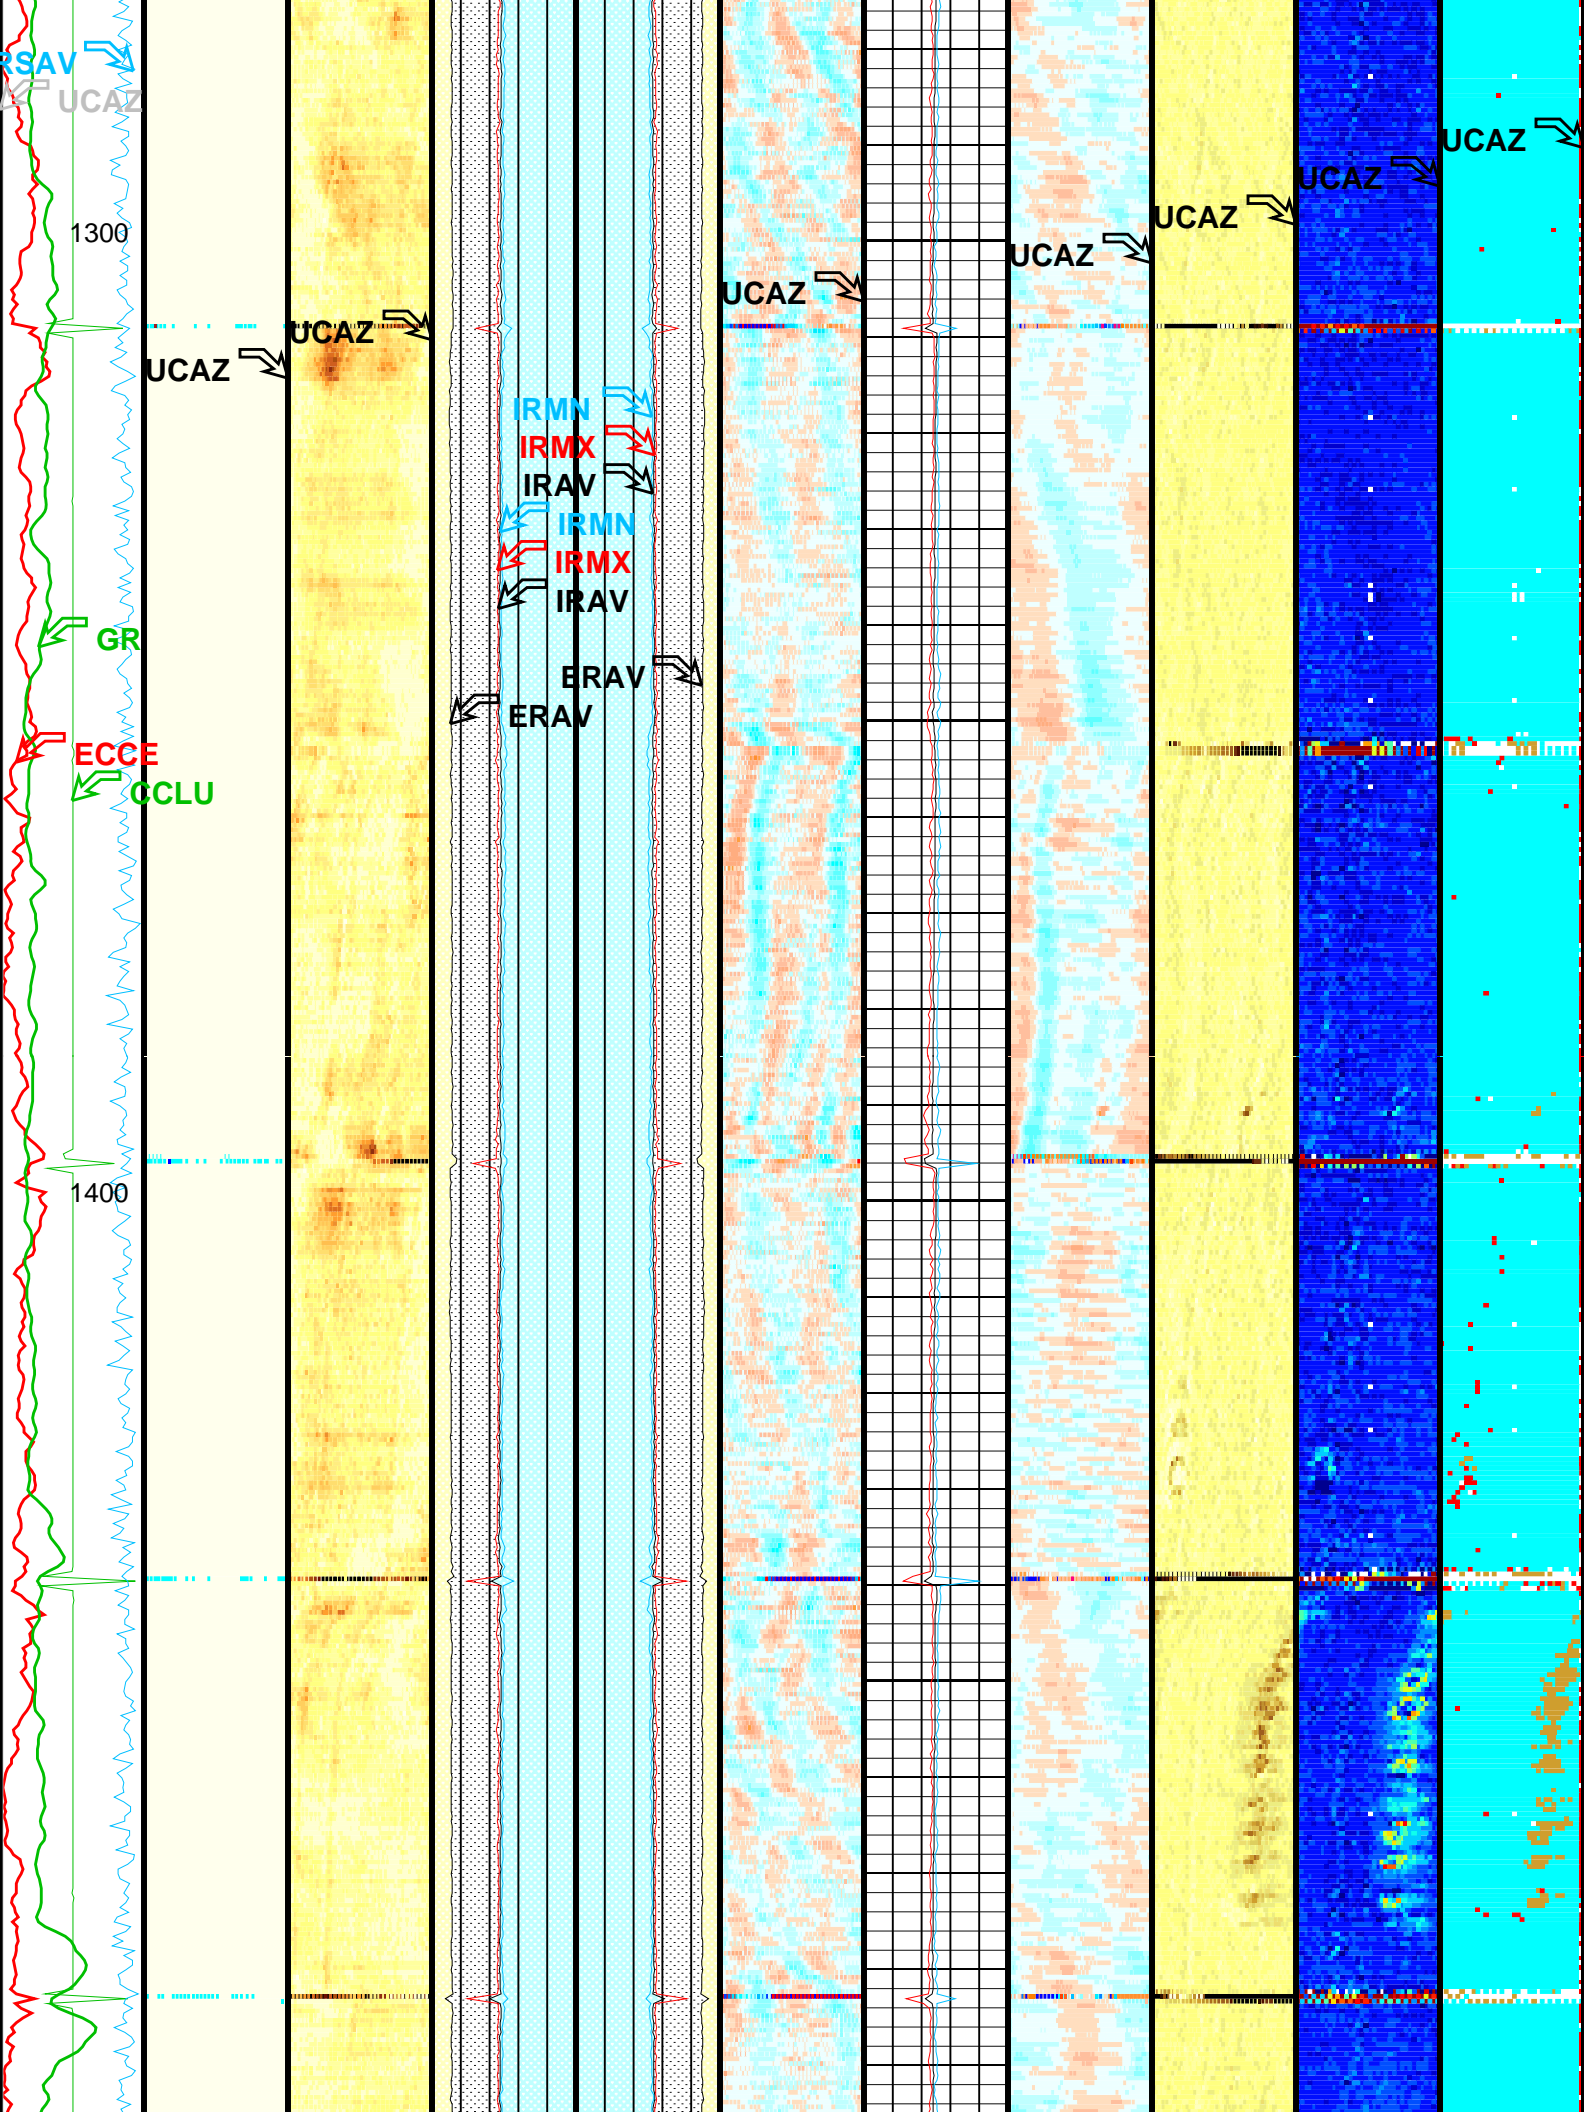 RSAV
UCAZ
UCAZ
UCAZ
UCAZ
1300
UCAZ
UCAZ
UCAZ
UCAZ
IRMN
IRMX
IRAV
IRMN
IRMX
IRAV
GR
ERAV
ERAV
ECCE
CCLU
1400